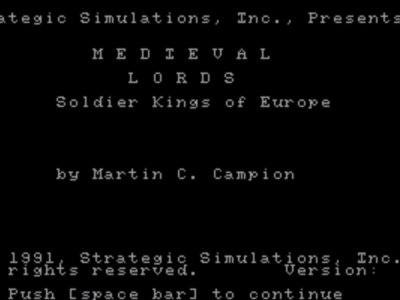 ategic Simulations, Inc., Presents
M E D I E V A L
L O R D S
Soldier Kings of Europe
by Martin C. Campion
1991, Strategic Simulations, Inc.
rights reserved. Version:
Push [space bar] to continue